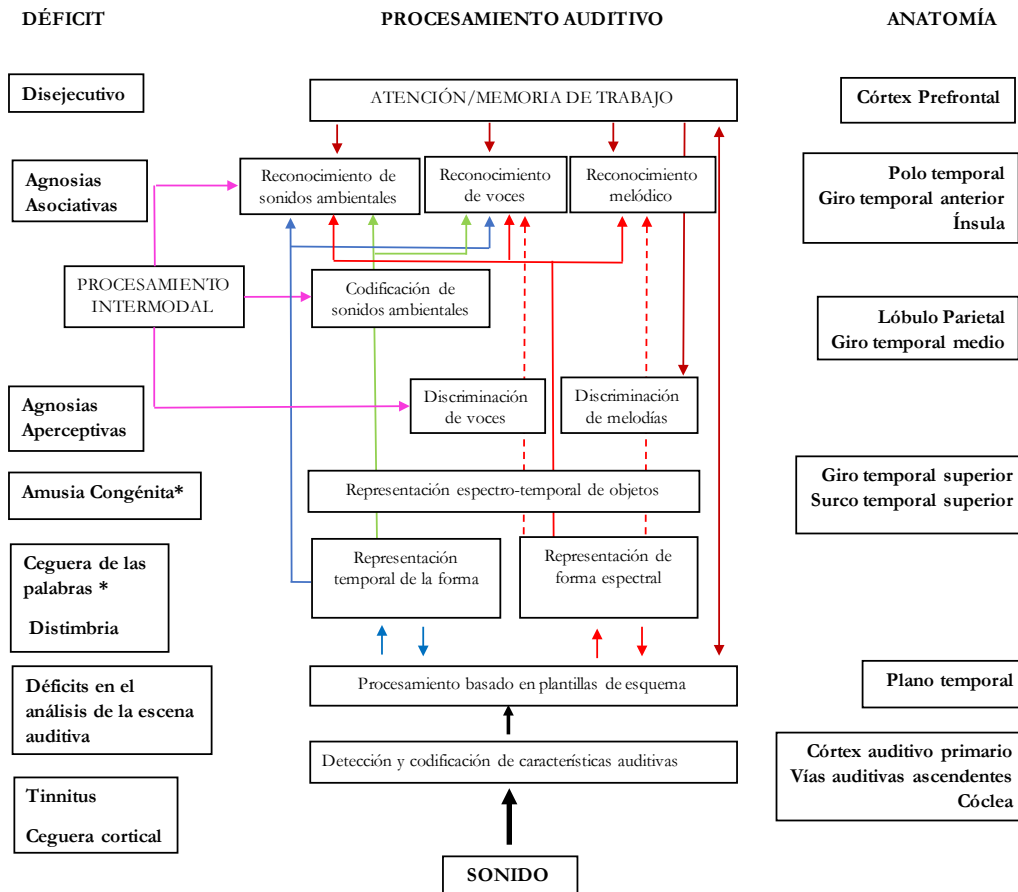 DÉFICIT
PROCESAMIENTO AUDITIVO
ANATOMÍA
Disejecutivo
ATENCIÓN/MEMORIA DE TRABAJO
Córtex Prefrontal
Agnosias
Asociativas
Reconocimiento de
sonidos ambientales
Reconocimiento
de voces
Reconocimiento
melódico
Polo temporal
Giro temporal anterior
Ínsula
PROCESAMIENTO
INTERMODAL
Codificación de
sonidos ambientales
Lóbulo Parietal
Giro temporal medio
Agnosias
Aperceptivas
Discriminación
de voces
Discriminación
de melodías
Amusia Congénita*
Representación espectro-temporal de objetos
Giro temporal superior
Surco temporal superior
Ceguera de las
palabras *
Distimbria
Representación
temporal de la forma
Representación de
forma espectral
Déficits en el
análisis de la escena
auditiva
Procesamiento basado en plantillas de esquema
Plano temporal
Detección y codificación de características auditivas
Córtex auditivo primario
Vías auditivas ascendentes
Cóclea
Tinnitus
Ceguera cortical
SONIDO